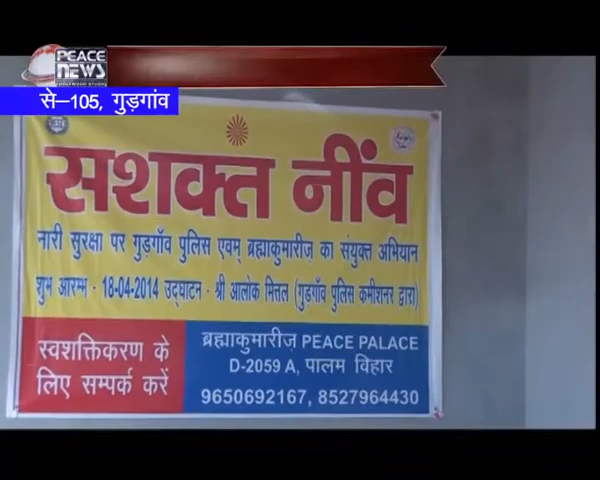 PEACE
NEWS
से–105, गुड़गांव
सशक्त नींव
नारी सुरक्षा पर गुड़गाँव पुलिस एवम् ब्रह्माकुमारीज़ का संयुक्त अभियान
शुभ आरम्भ - 18-04-2014 उद्घाटन - श्री आलोक मित्तल (गुडगाँव पुलिस कमीशनर द्वारा)
स्वशक्तिकरण के
लिए सम्पर्क करें
ब्रह्माकुमारीज़ PEACE PALACE
D-2059 A, पालम विहार
9650692167, 8527964430